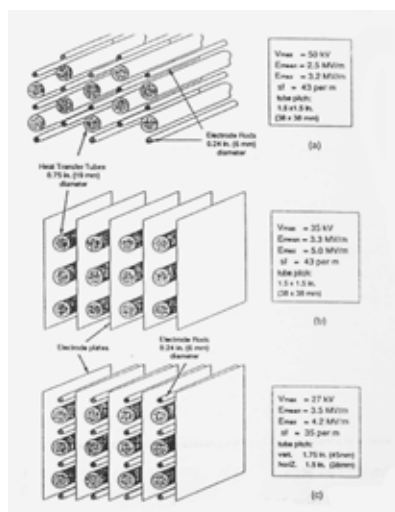 Vmax = 50 kV
Emean = 2.5 MV/m
Emax = 3.2 MV/m
sf = 43 per m
tube pitch:
1.5 x1.5 in.
(38 x 38 mm)
(a)
Electrode Rods
0.24 in. (6 mm)
diameter
Heat Transfer Tubes
0.75 in. (19 mm)
diameter
Vmax = 35 kV
Emean = 3.3 MV/m
Emax = 5.0 MV/m
sf = 43 per m
tube pitch:
1.5 x 1.5 in.
(38 x 38 mm)
(b)
Electrode plates
Electrode Rods
0.24 in. (6 mm)
diameter
Vmax = 27 kV
Emean = 3.5 MV/m
Emax = 4.2 MV/m
sf = 35 per m
tube pitch:
vert. 1.75 in. (45mm)
horiz. 1.5 in. (38mm)
(c)